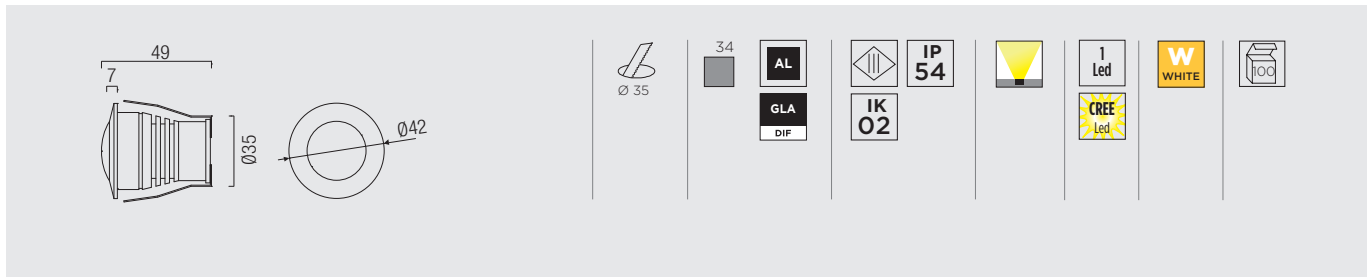 49
7
Ø35
Ø42
Ø 35
34
AL
GLA
DIF
IP
54
IK
02
1
Led
CREE
Led
W
WHITE
100